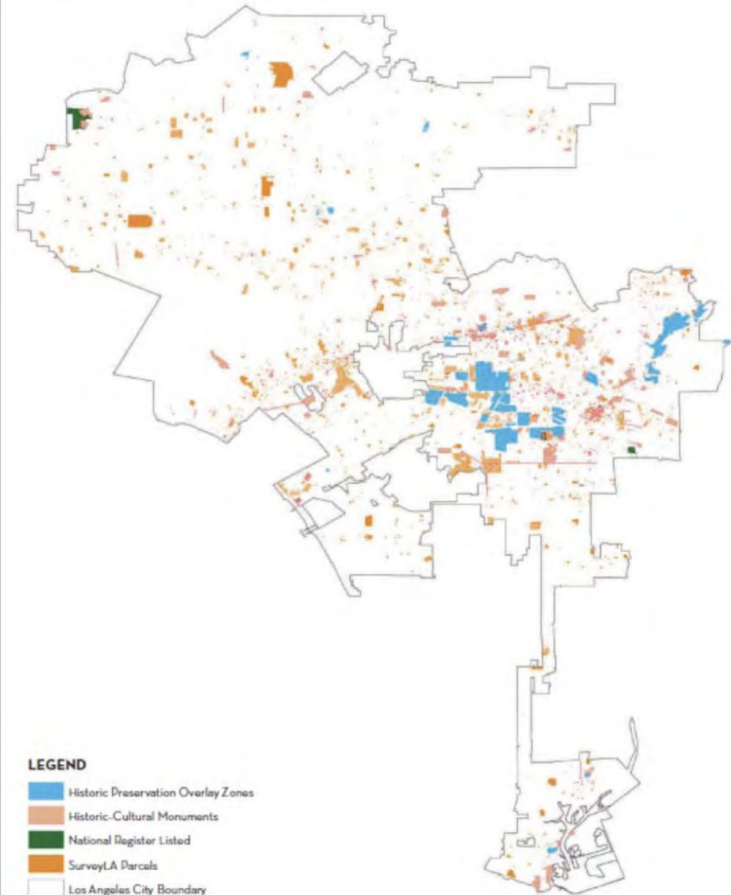 LEGEND
Historic Preservation Overlay Zones
Historic-Cultural Monuments
National Register Listed
SurveyLA Parcels
Los Angeles City Boundary